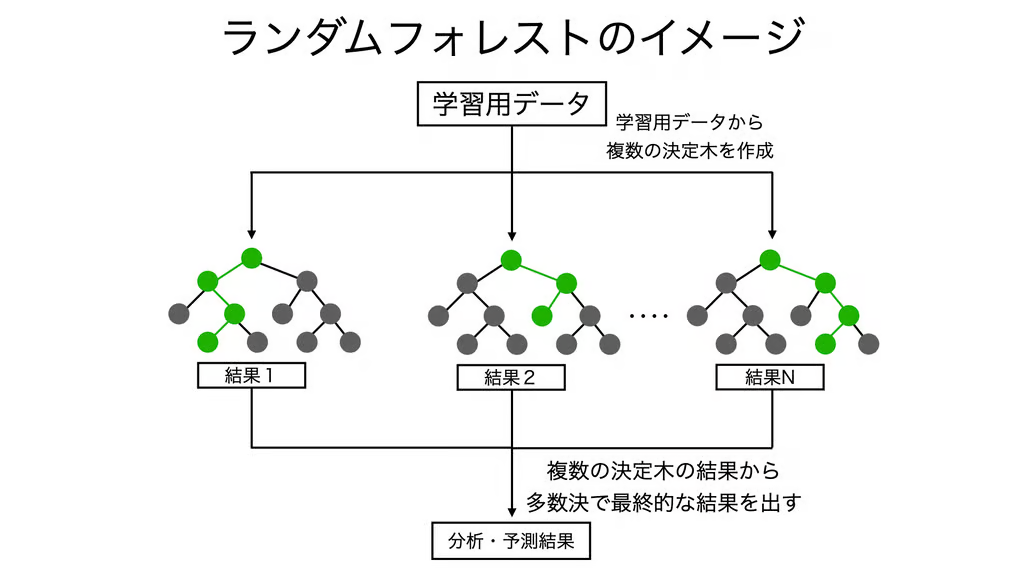 ランダムフォレストのイメージ
学習用データ
学習用データから
複数の決定木を作成
····
結果１
結果２
結果N
複数の決定木の結果から
多数決で最終的な結果を出す
分析・予測結果